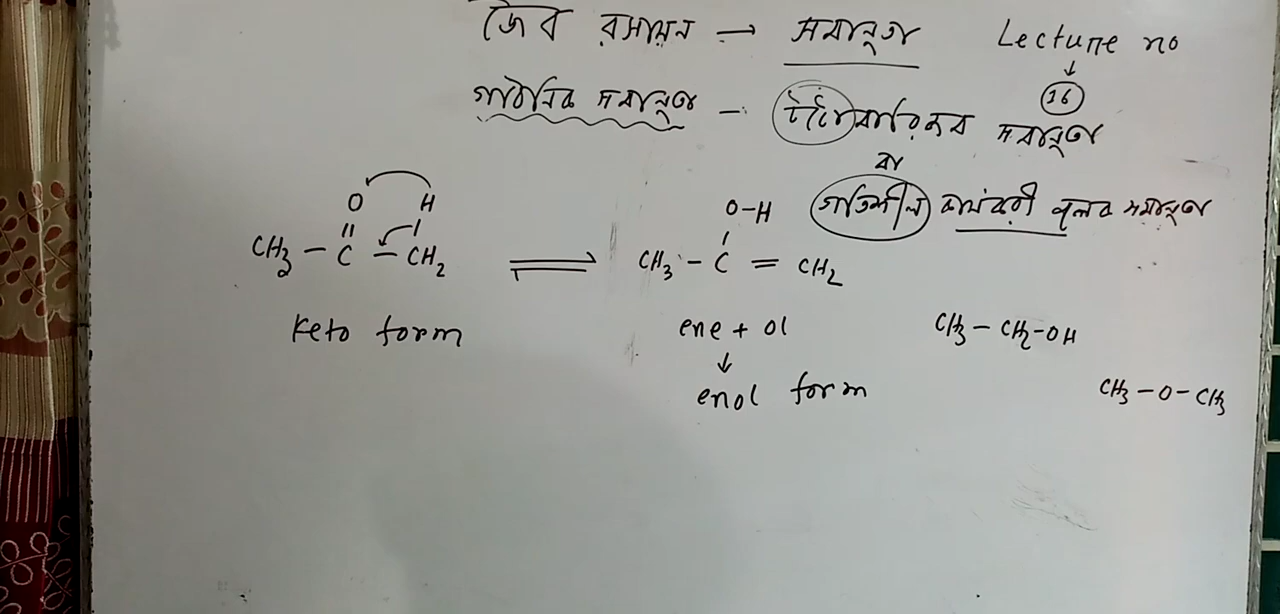 জৈব রসায়ন → সমানুতা Lecture no
↓
16
গাঠনিক সমানুতা - টটোমারিকম সমানুতা
বা
গতিশীল কার্যকরী মূলক সমানুতা
O H O-H
CH3 - C - CH2 ⇌ CH3 - C = CH2
Keto form ene + ol CH3 - CH2-OH
↓
enol form CH3 -O- CH3